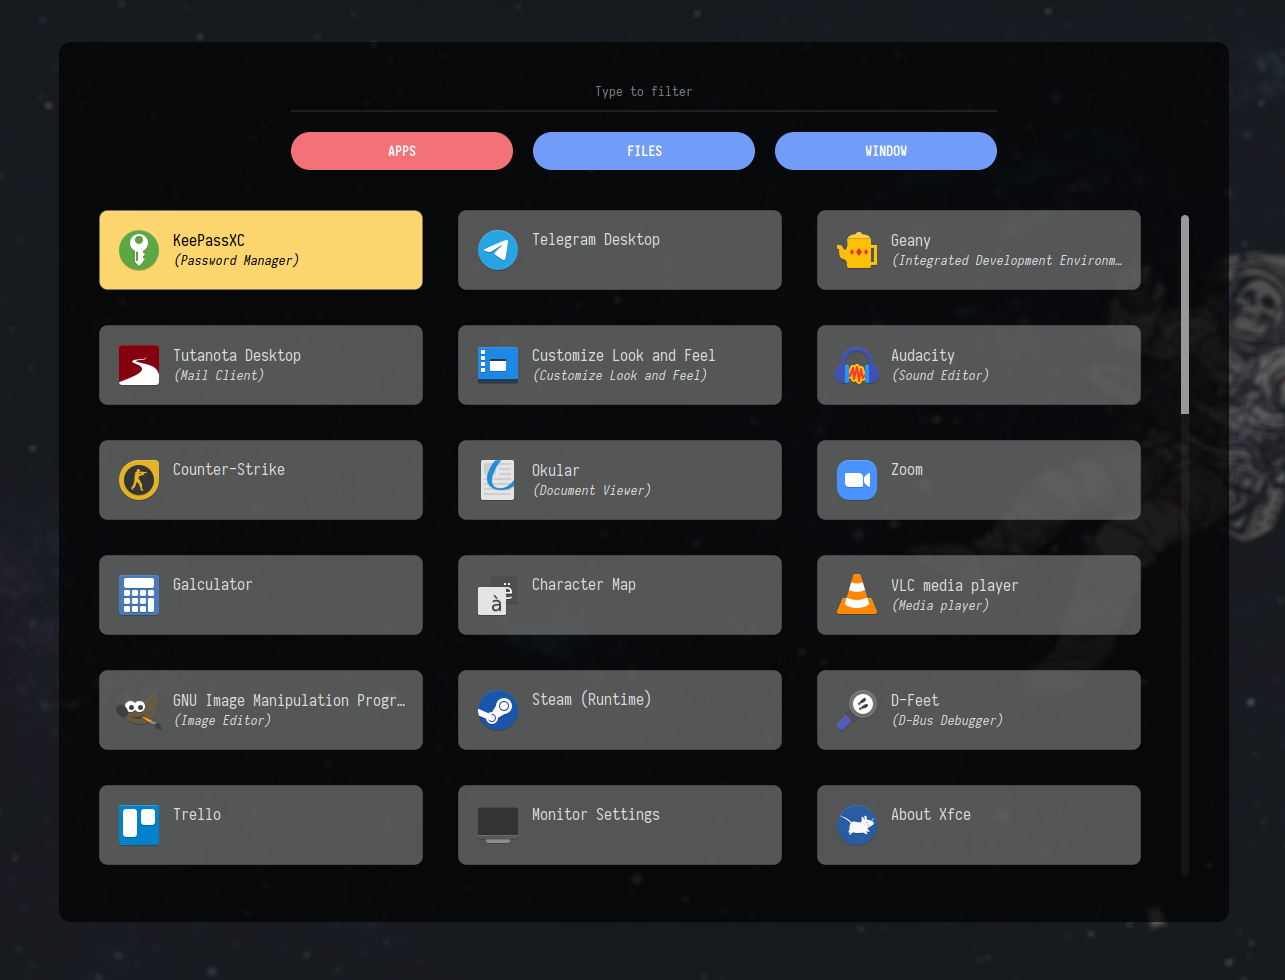 Type to filter
APPS
FILES
WINDOW
KeePassXC
(Password Manager)
Telegram Desktop
Geany
(Integrated Development Environm…
Tutanota Desktop
(Mail Client)
Customize Look and Feel
(Customize Look and Feel)
Audacity
(Sound Editor)
Counter-Strike
Okular
(Document Viewer)
Zoom
Galculator
à ë
Character Map
VLC media player
(Media player)
GNU Image Manipulation Progr…
(Image Editor)
Steam (Runtime)
D-Feet
(D-Bus Debugger)
Trello
Monitor Settings
About Xfce